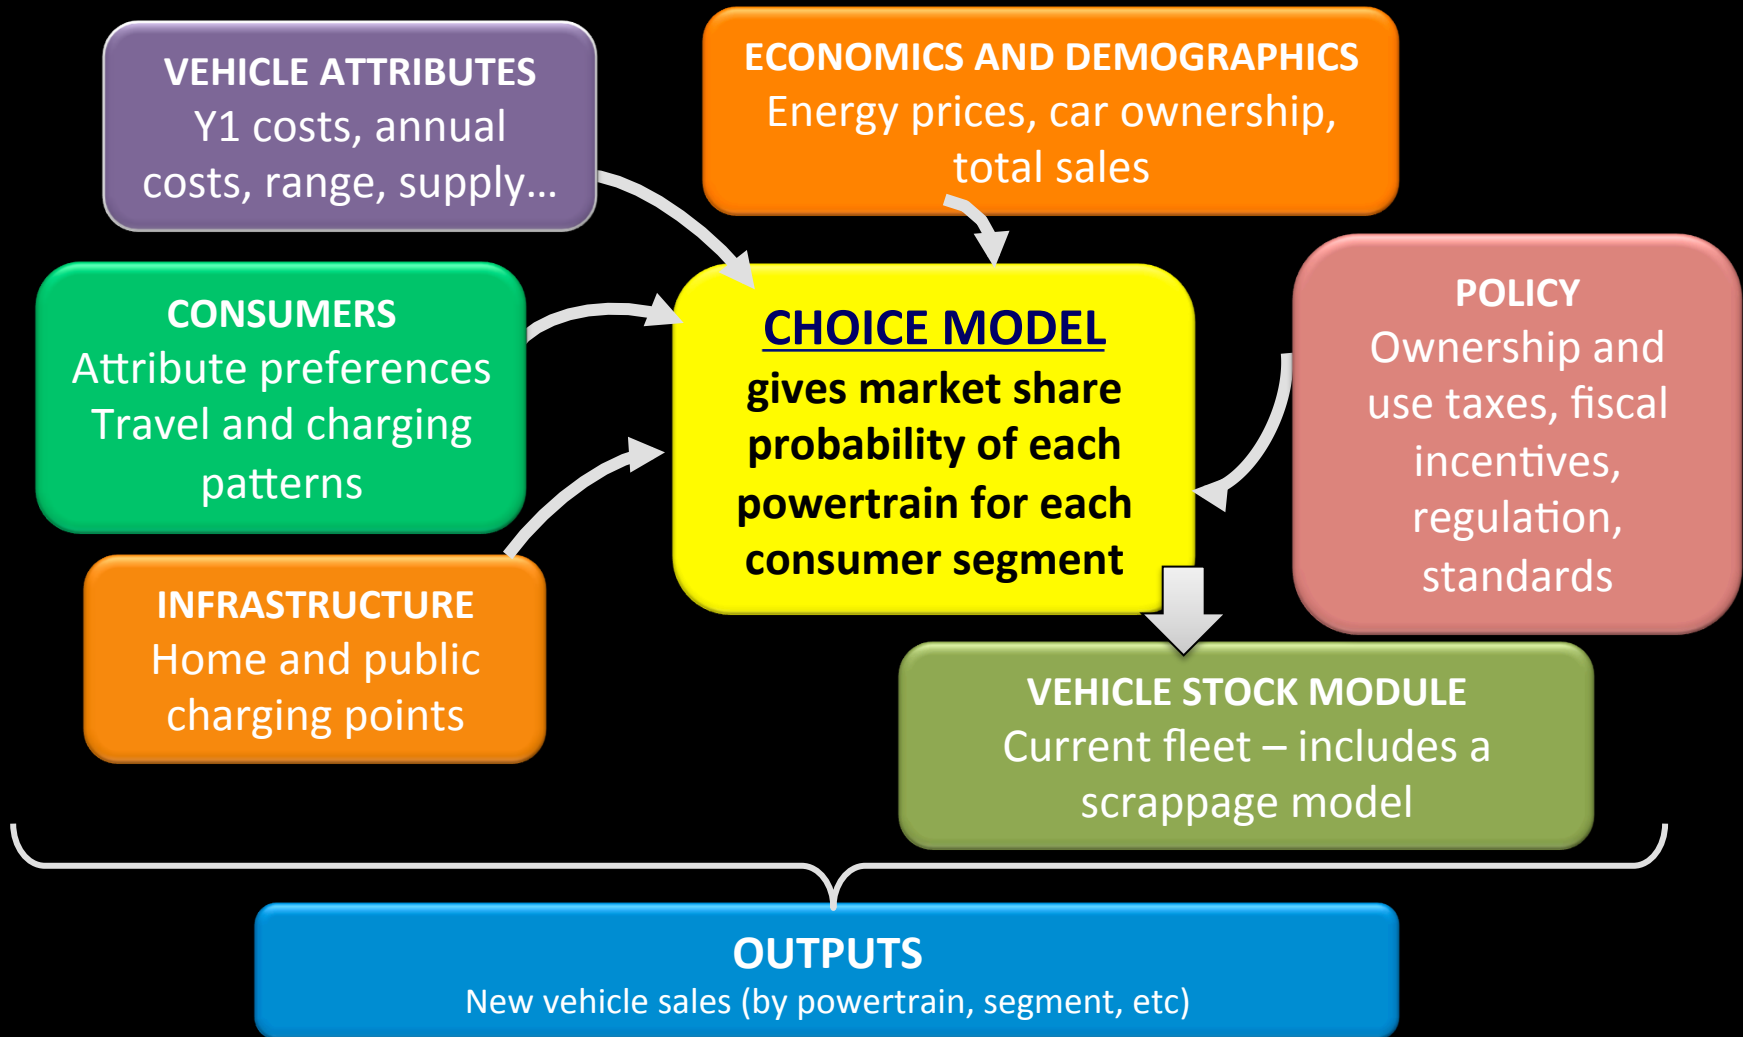 VEHICLE ATTRIBUTES
Y1 costs, annual
costs, range, supply…
ECONOMICS AND DEMOGRAPHICS
Energy prices, car ownership,
total sales
CONSUMERS
Attribute preferences
Travel and charging
patterns
CHOICE MODEL
gives market share
probability of each
powertrain for each
consumer segment
POLICY
Ownership and
use taxes, fiscal
incentives,
regulation,
standards
INFRASTRUCTURE
Home and public
charging points
VEHICLE STOCK MODULE
Current fleet – includes a
scrappage model
OUTPUTS
New vehicle sales (by powertrain, segment, etc)